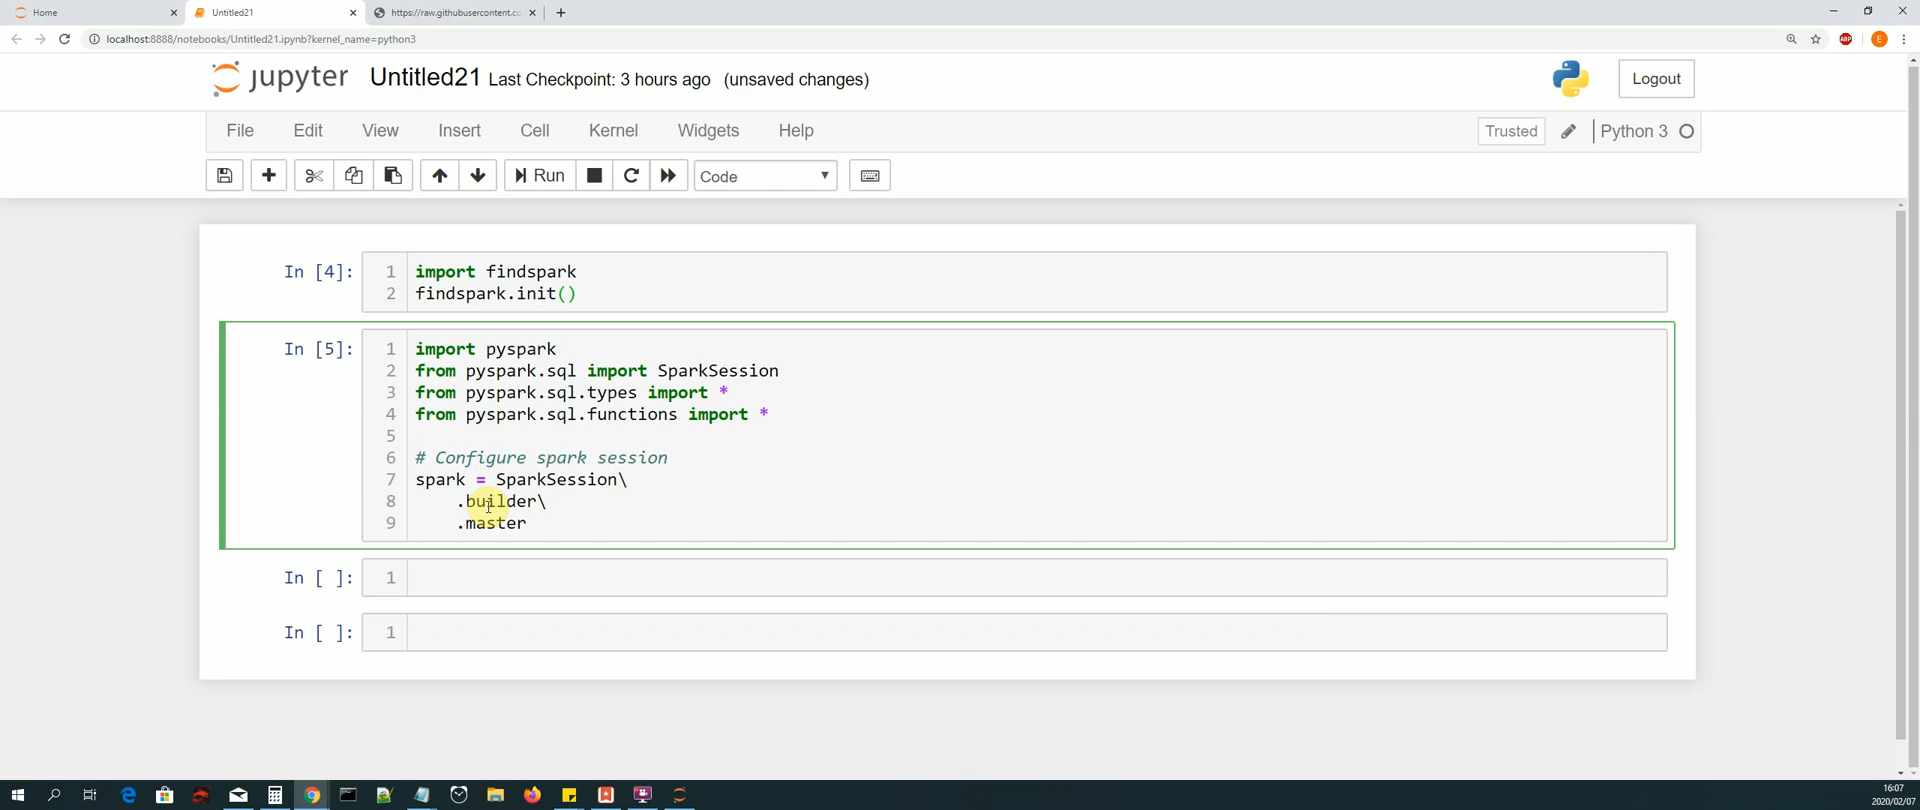 Home
Untitled21
https://raw.githubusercontent.co
localhost:8888/notebooks/Untitled21.ipynb?kernel_name=python3
ABP
E
jupyter Untitled21 Last Checkpoint: 3 hours ago (unsaved changes)
Logout
File Edit View Insert Cell Kernel Widgets Help
Trusted
Python 3
Run
Code
In [4]:
1 import findspark
2 findspark.init()
In [5]:
1 import pyspark
2 from pyspark.sql import SparkSession
3 from pyspark.sql.types import *
4 from pyspark.sql.functions import *
5
6 # Configure spark session
7 spark = SparkSession\
8 .builder\
9 .master
In [ ]:
1
In [ ]:
1
16:07
2020/02/07